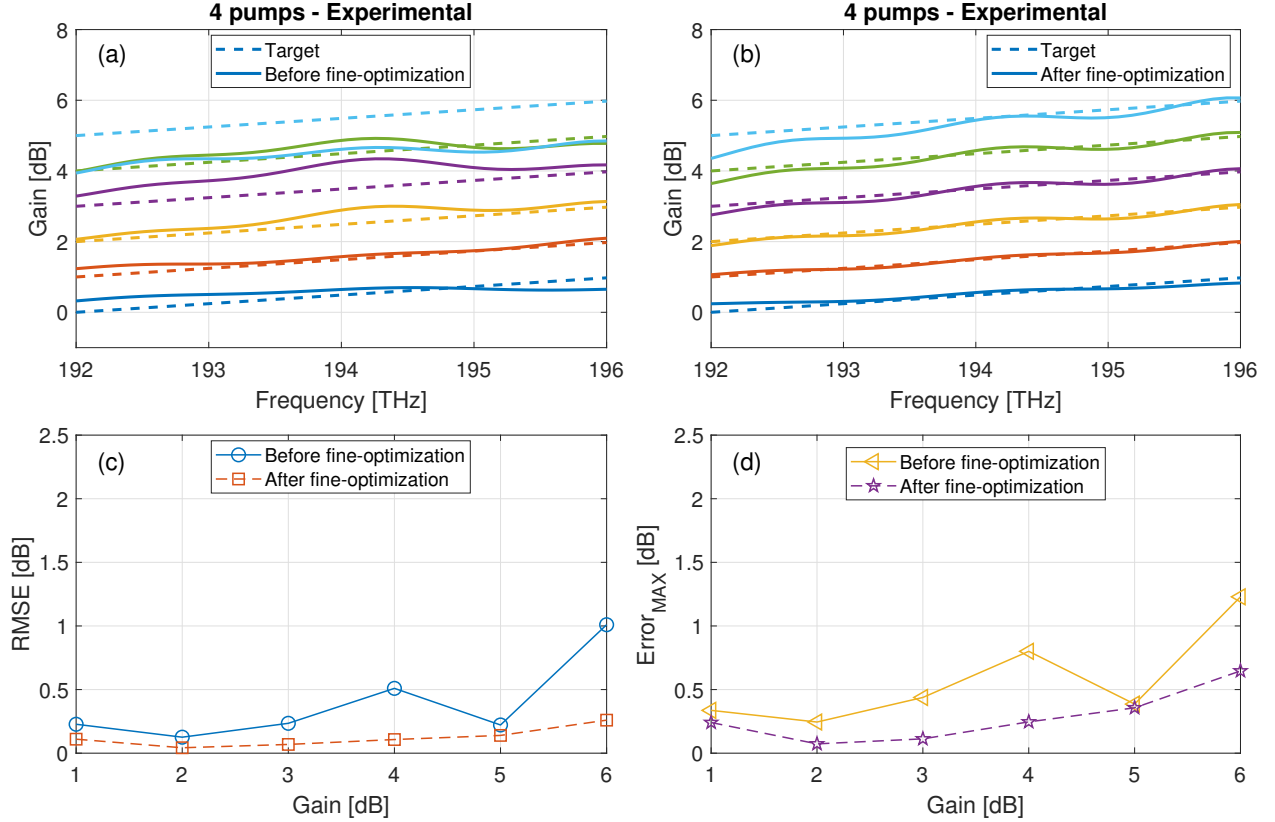 4 pumps - Experimental
(a)
Target
Before fine-optimization
Gain [dB]
8
6
4
2
0
192
193
194
195
196
Frequency [THz]
4 pumps - Experimental
(b)
Target
After fine-optimization
Gain [dB]
8
6
4
2
0
192
193
194
195
196
Frequency [THz]
(c)
Before fine-optimization
After fine-optimization
RMSE [dB]
2.5
2
1.5
1
0.5
0
1
2
3
4
5
6
Gain [dB]
(d)
Before fine-optimization
After fine-optimization
Error_MAX [dB]
2.5
2
1.5
1
0.5
0
1
2
3
4
5
6
Gain [dB]